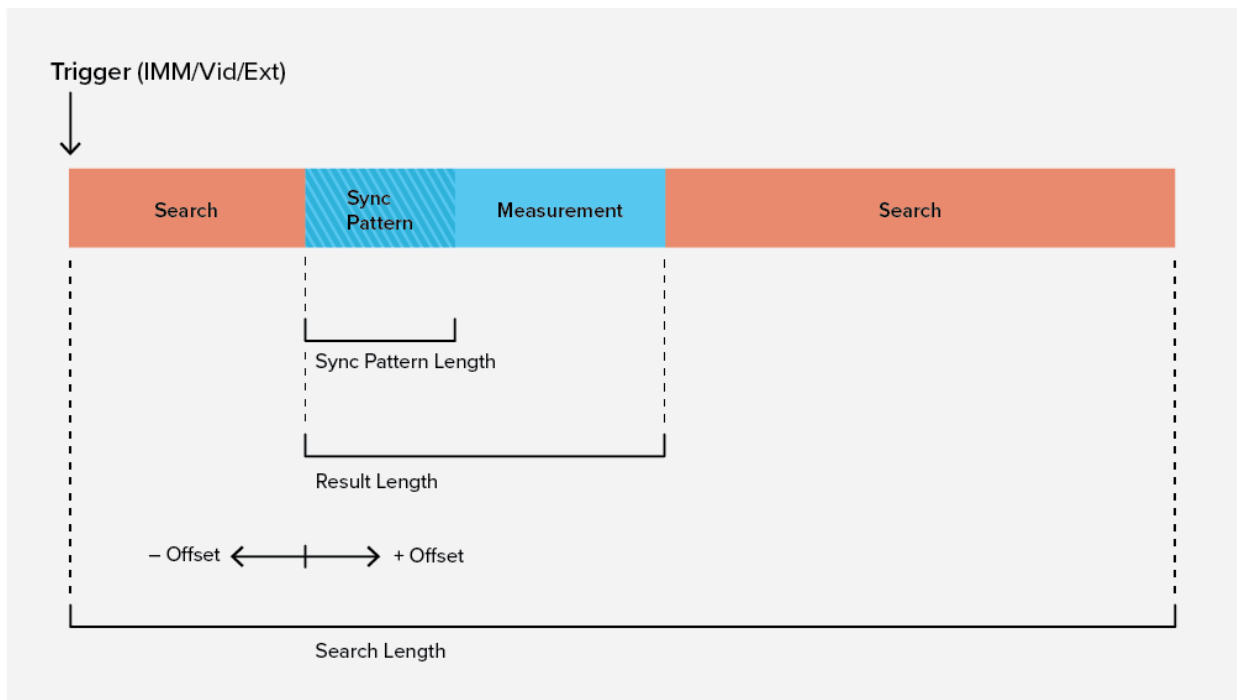 Trigger (IMM/Vid/Ext)
Search
Sync
Pattern
Measurement
Search
Sync Pattern Length
Result Length
– Offset
+ Offset
Search Length